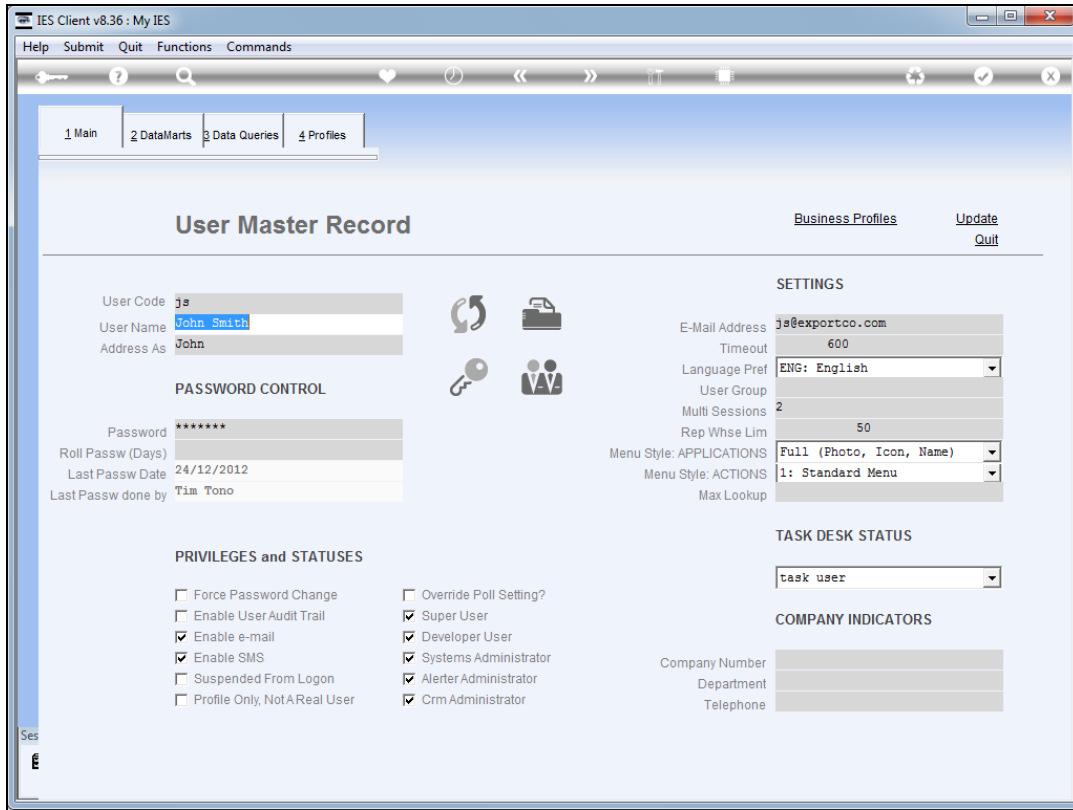 IES Client v8.36 : My IES
Help Submit Quit Functions Commands
1 Main 2 DataMarts 3 Data Queries 4 Profiles
User Master Record
Business Profiles Update
Quit
User Code js
User Name John Smith
Address As John
PASSWORD CONTROL
Password *******
Roll Passw (Days)
Last Passw Date 24/12/2012
Last Passw done by Tim Tono
PRIVILEGES and STATUSES
Force Password Change
Enable User Audit Trail
Enable e-mail
Enable SMS
Suspended From Logon
Profile Only, Not A Real User
Override Poll Setting?
Super User
Developer User
Systems Administrator
Alerter Administrator
Crm Administrator
SETTINGS
E-Mail Address js@exportco.com
Timeout 600
Language Pref ENG: English
User Group
Multi Sessions 2
Rep Whse Lim 50
Menu Style: APPLICATIONS Full (Photo, Icon, Name)
Menu Style: ACTIONS 1: Standard Menu
Max Lookup
TASK DESK STATUS
task user
COMPANY INDICATORS
Company Number
Department
Telephone
Ses